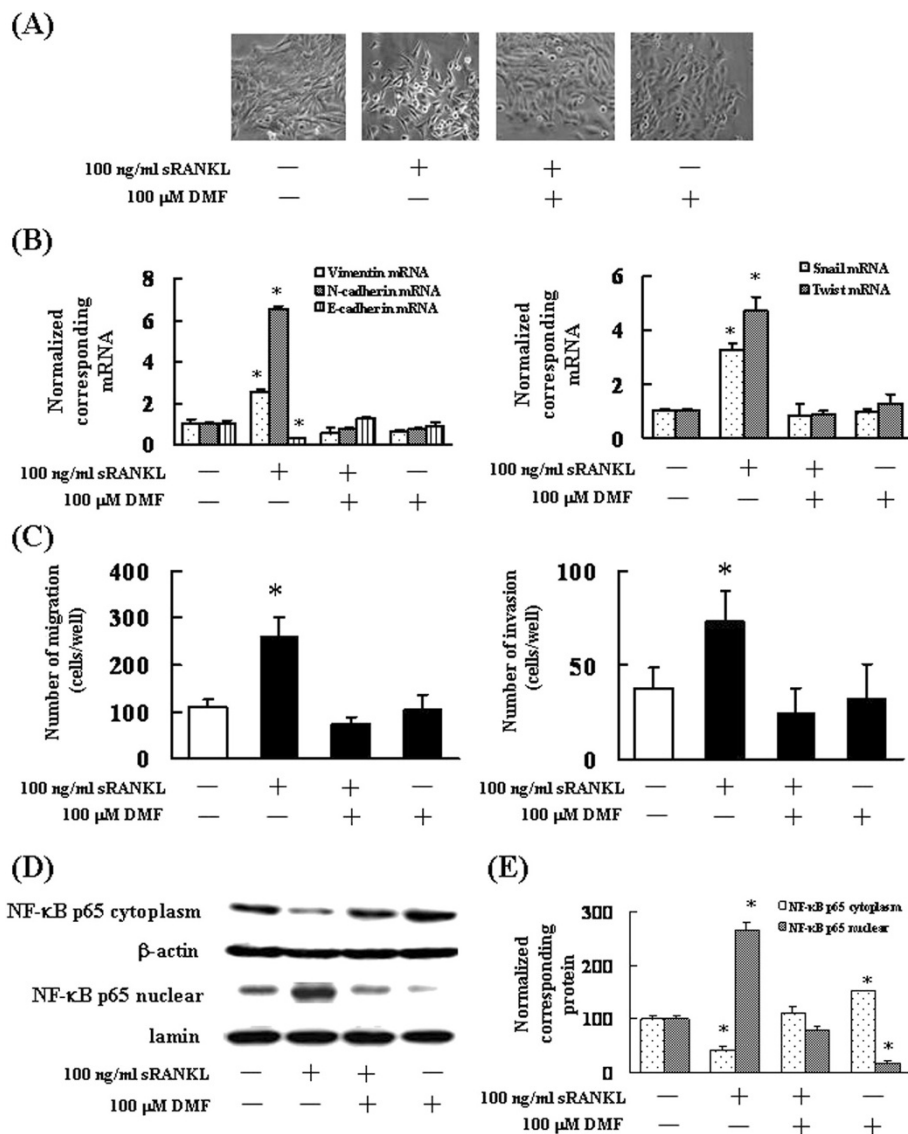 (A)
100 ng/ml sRANKL — + + —
100 µM DMF — — + +
(B)
Normalized
corresponding
mRNA
8
6
4
2
0
Vimentin mRNA
N-cadherin mRNA
E-cadherin mRNA
*
*
*
100 ng/ml sRANKL — + + —
100 µM DMF — — + +
Normalized
corresponding
mRNA
6
4
2
0
Snail mRNA
Twist mRNA
*
*
100 ng/ml sRANKL — + + —
100 µM DMF — — + +
(C)
Number of migration
(cells/well)
400
300
200
100
0
*
100 ng/ml sRANKL — + + —
100 µM DMF — — + +
Number of invasion
(cells/well)
100
50
0
*
100 ng/ml sRANKL — + + —
100 µM DMF — — + +
(D)
NF-κB p65 cytoplasm
β-actin
NF-κB p65 nuclear
lamin
100 ng/ml sRANKL — + + —
100 µM DMF — — + +
(E)
Normalized
corresponding
protein
300
200
100
0
NF-κB p65 cytoplasm
NF-κB p65 nuclear
*
*
*
*
100 ng/ml sRANKL — + + —
100 µM DMF — — + +